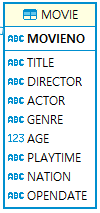 MOVIE
ABC MOVIENO
ABC TITLE
ABC DIRECTOR
ABC ACTOR
ABC GENRE
123 AGE
ABC PLAYTIME
ABC NATION
ABC OPENDATE